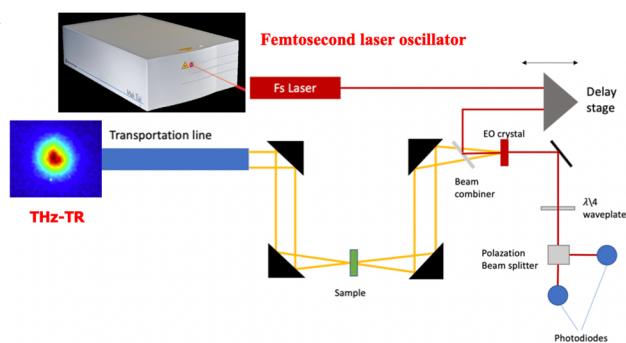 Femtosecond laser oscillator
Fs Laser
Delay
stage
Transportation line
EO crystal
Beam
combiner
THz-TR
λ\4
waveplate
Polazation
Beam splitter
Sample
Photodiodes